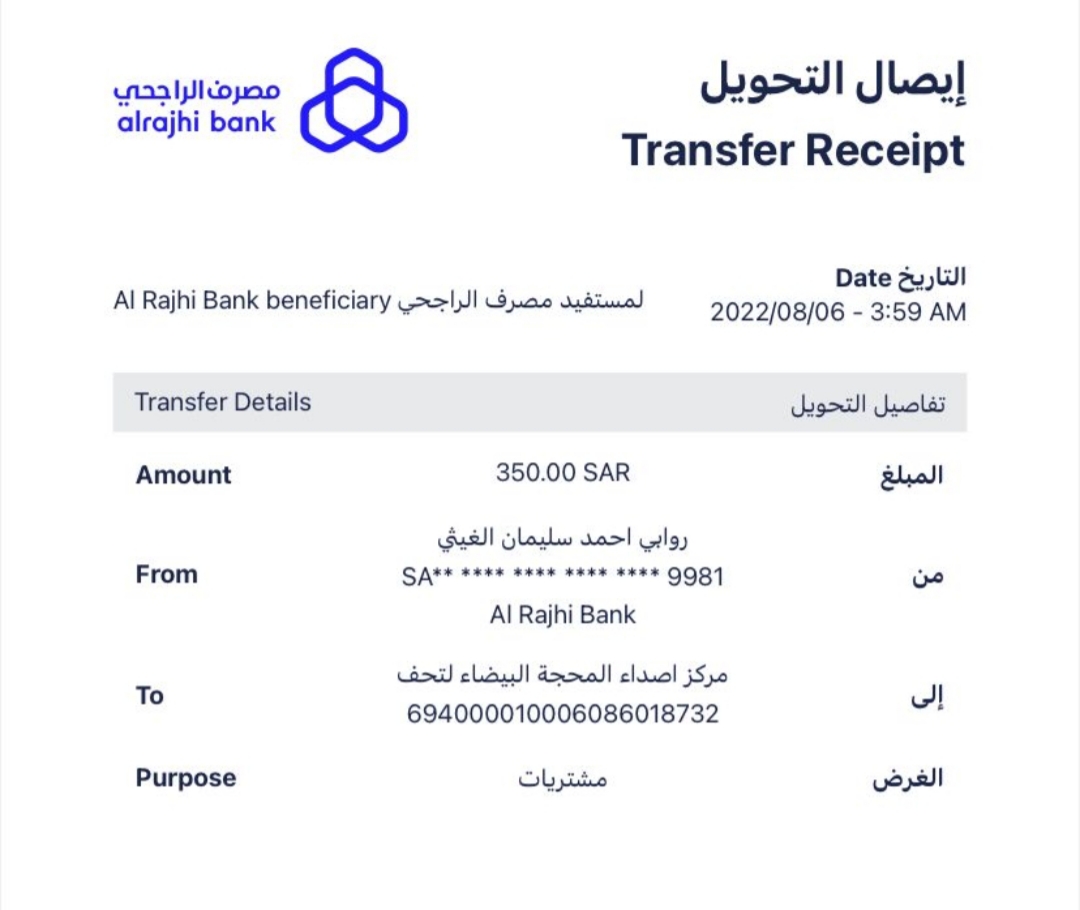 مصرف الراجحي
alrajhi bank
إيصال التحويل
Transfer Receipt
التاريخ Date
2022/08/06 - 3:59 AM
لمستفيد مصرف الراجحي Al Rajhi Bank beneficiary
تفاصيل التحويل Transfer Details
المبلغ 350.00 SAR Amount
روابي احمد سليمان الغيثي
من SA** **** **** **** **** 9981 From
Al Rajhi Bank
مركز اصداء المحجة البيضاء لتحف
إلى To
694000010006086018732
الغرض مشتريات Purpose